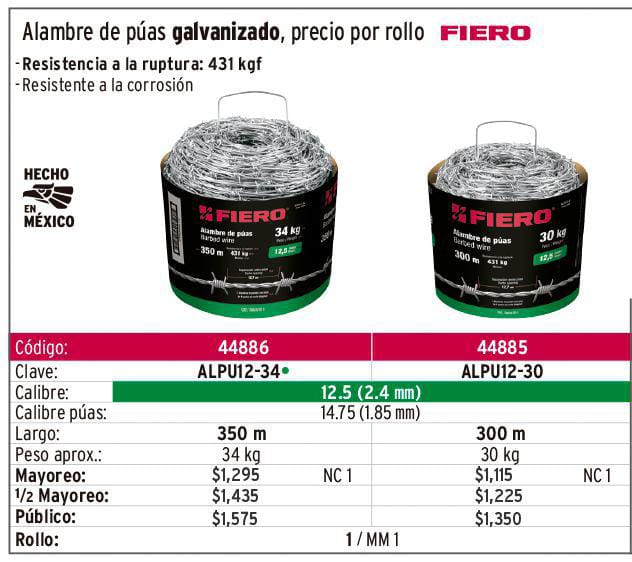 Alambre de púas galvanizado, precio por rollo FIERO
- Resistencia a la ruptura: 431 kgf
- Resistente a la corrosión
HECHO
EN
MÉXICO
FIERO
Alambre de púas
Barbed wire
34 kg
350 m
431 kg
12,5
350 m
FIERO
Alambre de púas
Barbed wire
30 kg
300 m
431 kg
12,5
Código: 44886 44885
Clave: ALPU12-34• ALPU12-30
Calibre: 12.5 (2.4 mm)
Calibre púas: 14.75 (1.85 mm)
Largo: 350 m 300 m
Peso aprox.: 34 kg 30 kg
Mayoreo: $1,295 NC 1 $1,115 NC 1
1/2 Mayoreo: $1,435 $1,225
Público: $1,575 $1,350
Rollo: 1 / MM 1